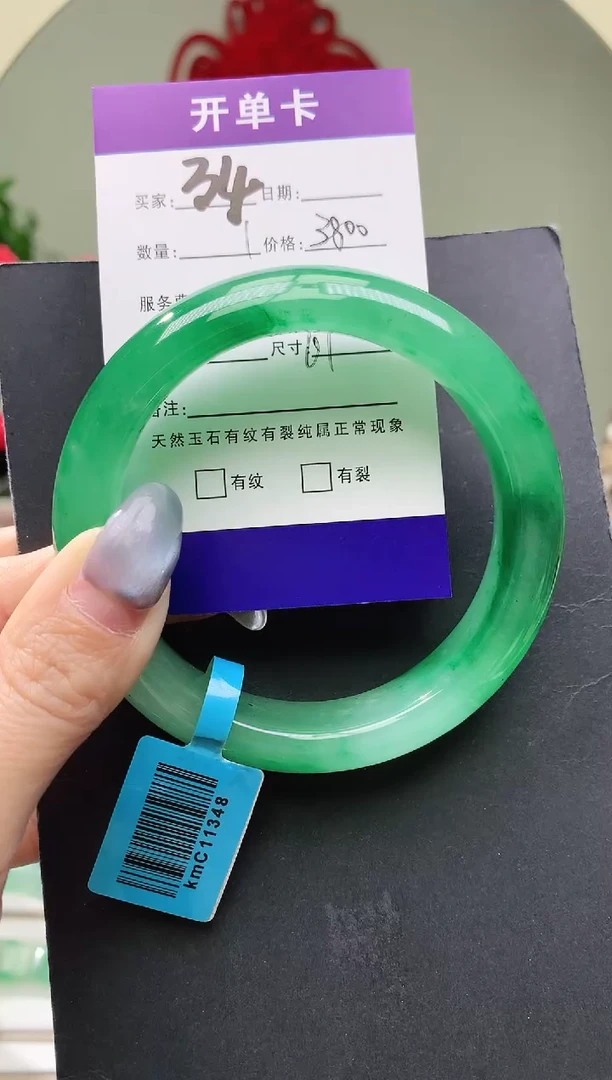 开单卡
买家: 34 日期:
数量: 1 价格: 3800
服务费
尺寸: 61
备注:
天然玉石有纹有裂纯属正常现象
有纹 有裂
kmC11348